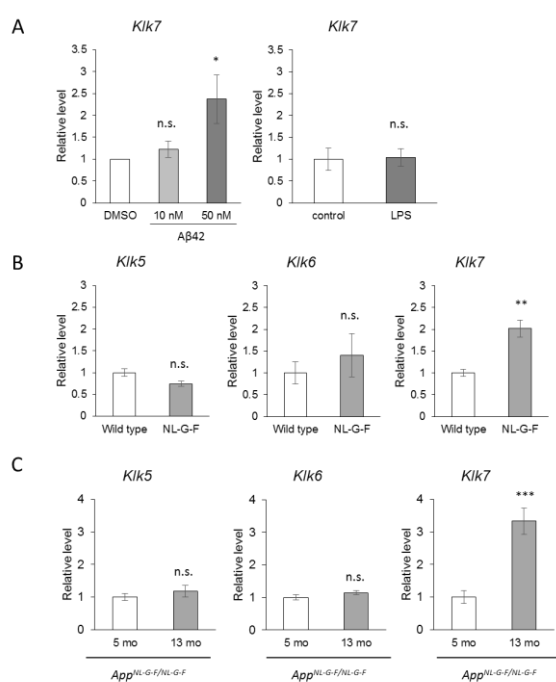 A
Klk7
Klk7
Relative level
3.5
3
2.5
2
1.5
1
0.5
0
n.s.
*
DMSO
10 nM
50 nM
Aβ42
Relative level
3.5
3
2.5
2
1.5
1
0.5
0
n.s.
control
LPS
B
Klk5
Klk6
Klk7
Relative level
3
2.5
2
1.5
1
0.5
0
n.s.
Wild type
NL-G-F
Relative level
3
2.5
2
1.5
1
0.5
0
n.s.
Wild type
NL-G-F
Relative level
3
2.5
2
1.5
1
0.5
0
**
Wild type
NL-G-F
C
Klk5
Klk6
Klk7
Relative level
4
3
2
1
0
n.s.
5 mo
13 mo
App^NL-G-F/NL-G-F
Relative level
4
3
2
1
0
n.s.
5 mo
13 mo
App^NL-G-F/NL-G-F
Relative level
4
3
2
1
0
***
5 mo
13 mo
App^NL-G-F/NL-G-F